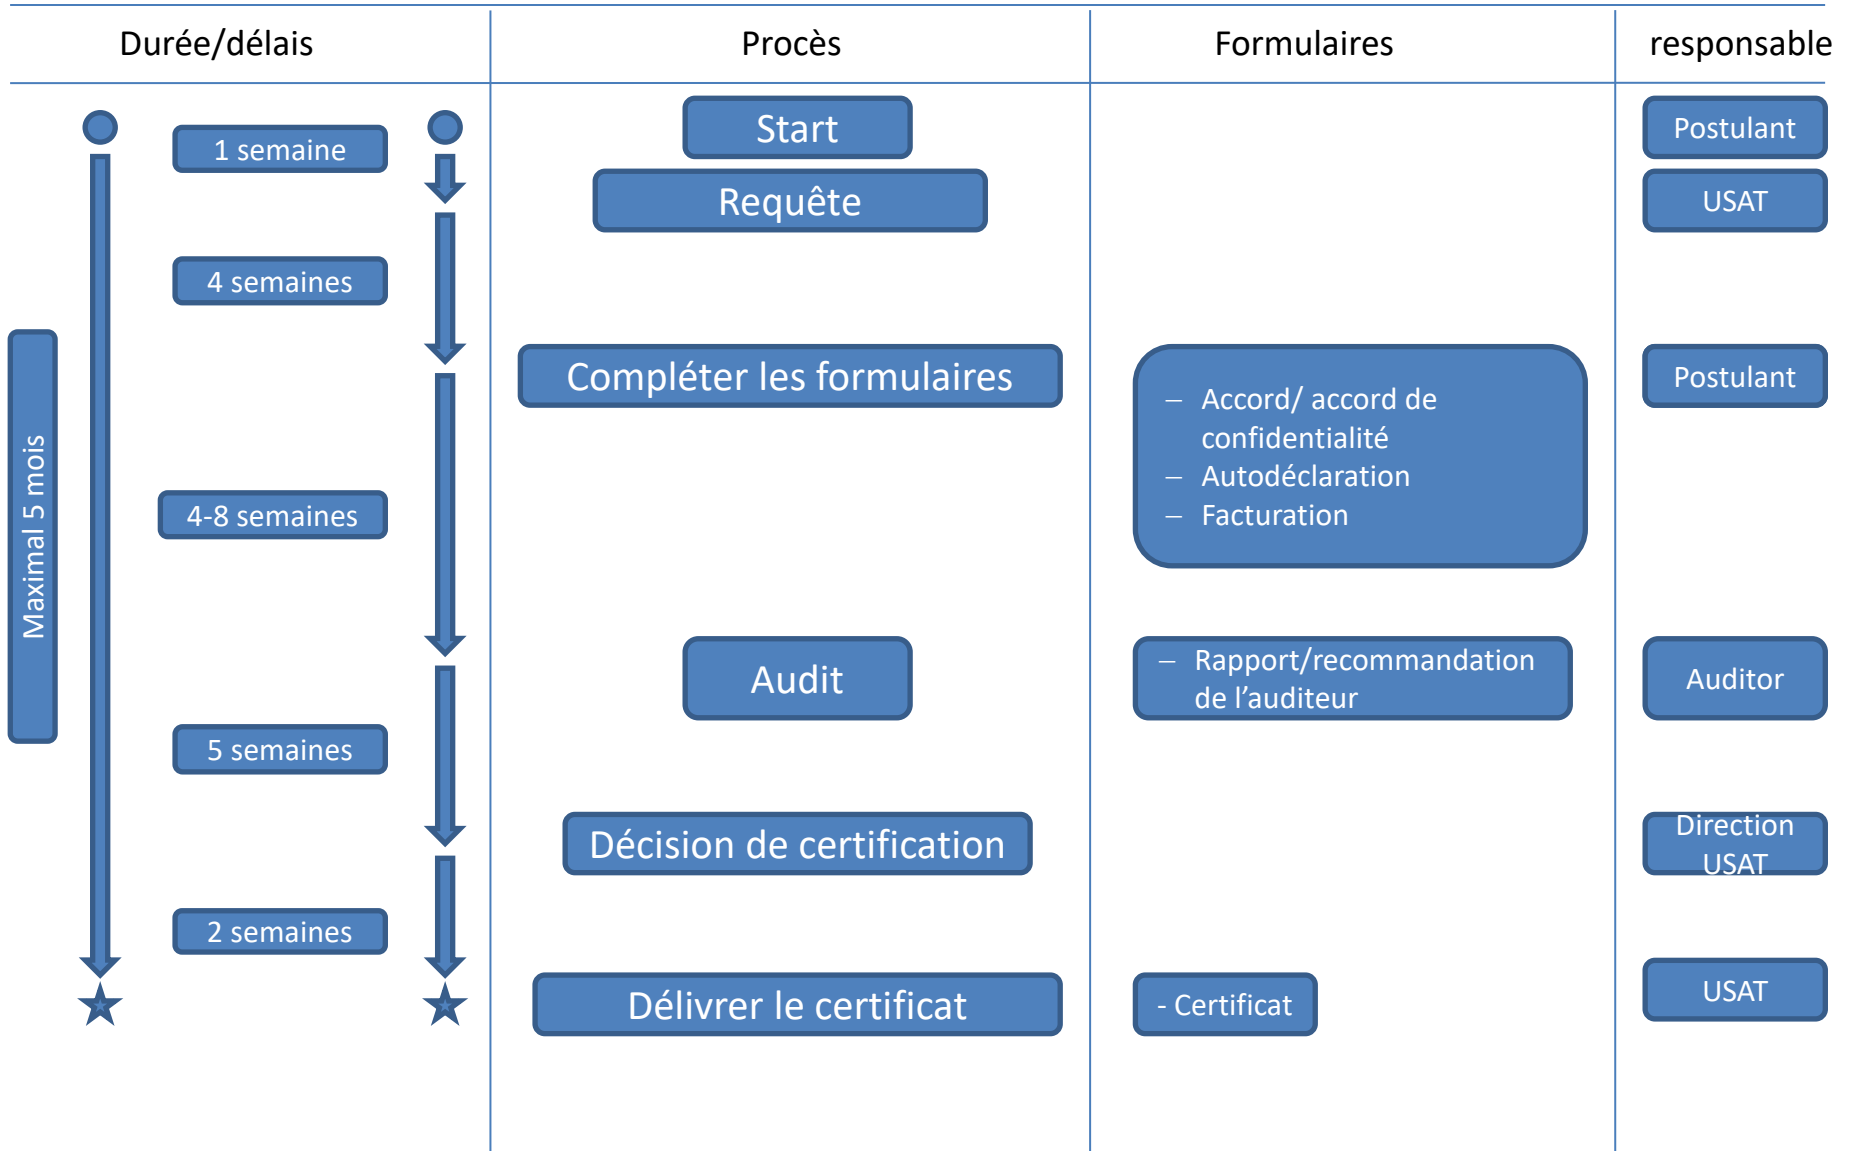 Durée/délais
Procès
Formulaires
responsable
1 semaine
Start
Postulant
Requête
USAT
4 semaines
Compléter les formulaires
– Accord/ accord de
confidentialité
– Autodéclaration
– Facturation
Postulant
Maximal 5 mois
4-8 semaines
Audit
– Rapport/recommandation
de l’auditeur
Auditor
5 semaines
Décision de certification
Direction
USAT
2 semaines
Délivrer le certificat
- Certificat
USAT